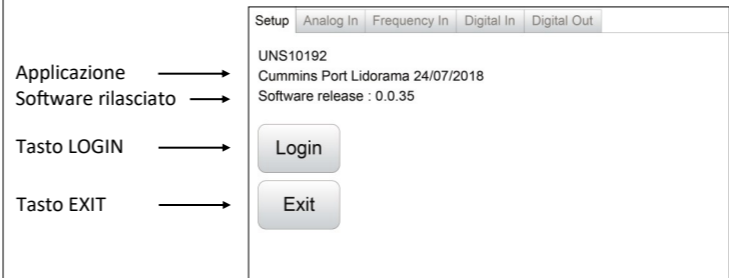 Setup Analog In Frequency In Digital In Digital Out
UNS10192
Applicazione
Cummins Port Lidorama 24/07/2018
Software rilasciato
Software release : 0.0.35
Tasto LOGIN
Login
Tasto EXIT
Exit